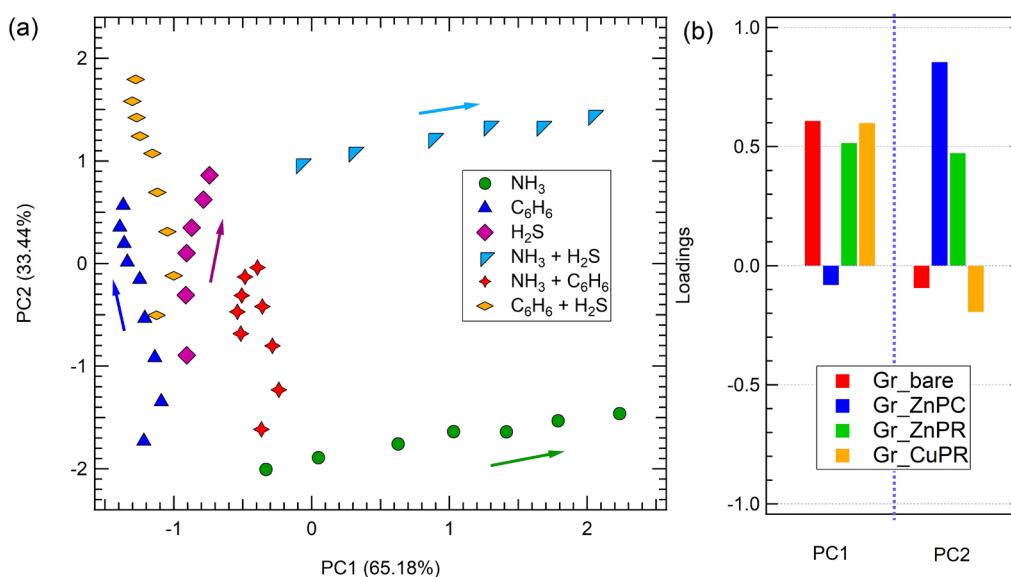 (a)
2
1
0
-1
-2
PC2 (33.44%)
-1
0
1
2
PC1 (65.18%)
NH₃
C₆H₆
H₂S
NH₃ + H₂S
NH₃ + C₆H₆
C₆H₆ + H₂S
(b)
1.0
0.5
0.0
-0.5
-1.0
Loadings
Gr_bare
Gr_ZnPC
Gr_ZnPR
Gr_CuPR
PC1
PC2